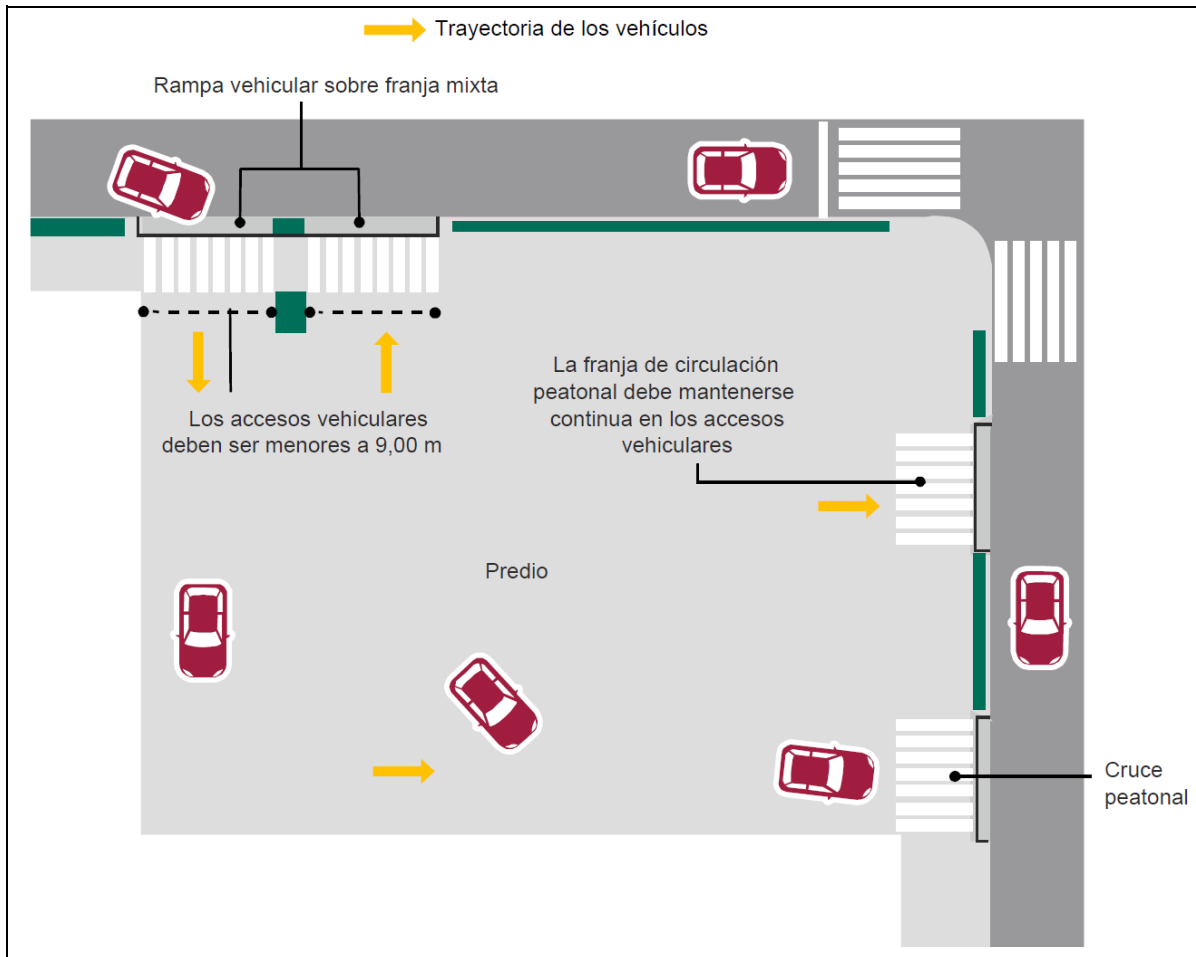 Trayectoria de los vehículos
Rampa vehicular sobre franja mixta
La franja de circulación
peatonal debe mantenerse
continua en los accesos
vehiculares
Los accesos vehiculares
deben ser menores a 9,00 m
Predio
Cruce
peatonal